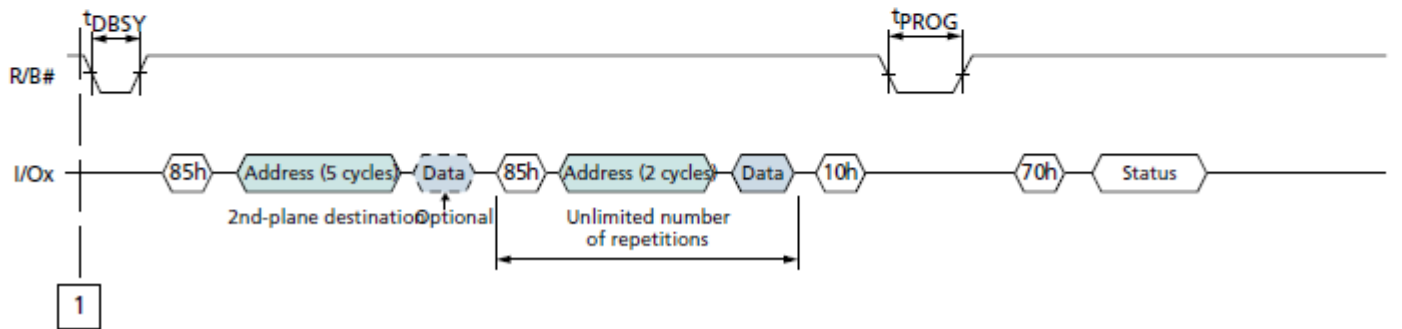 tDBSY
tPROG
R/B#
I/Ox
85h
Address (5 cycles)
Data
85h
Address (2 cycles)
Data
10h
70h
Status
2nd-plane destination
Optional
Unlimited number
of repetitions
1